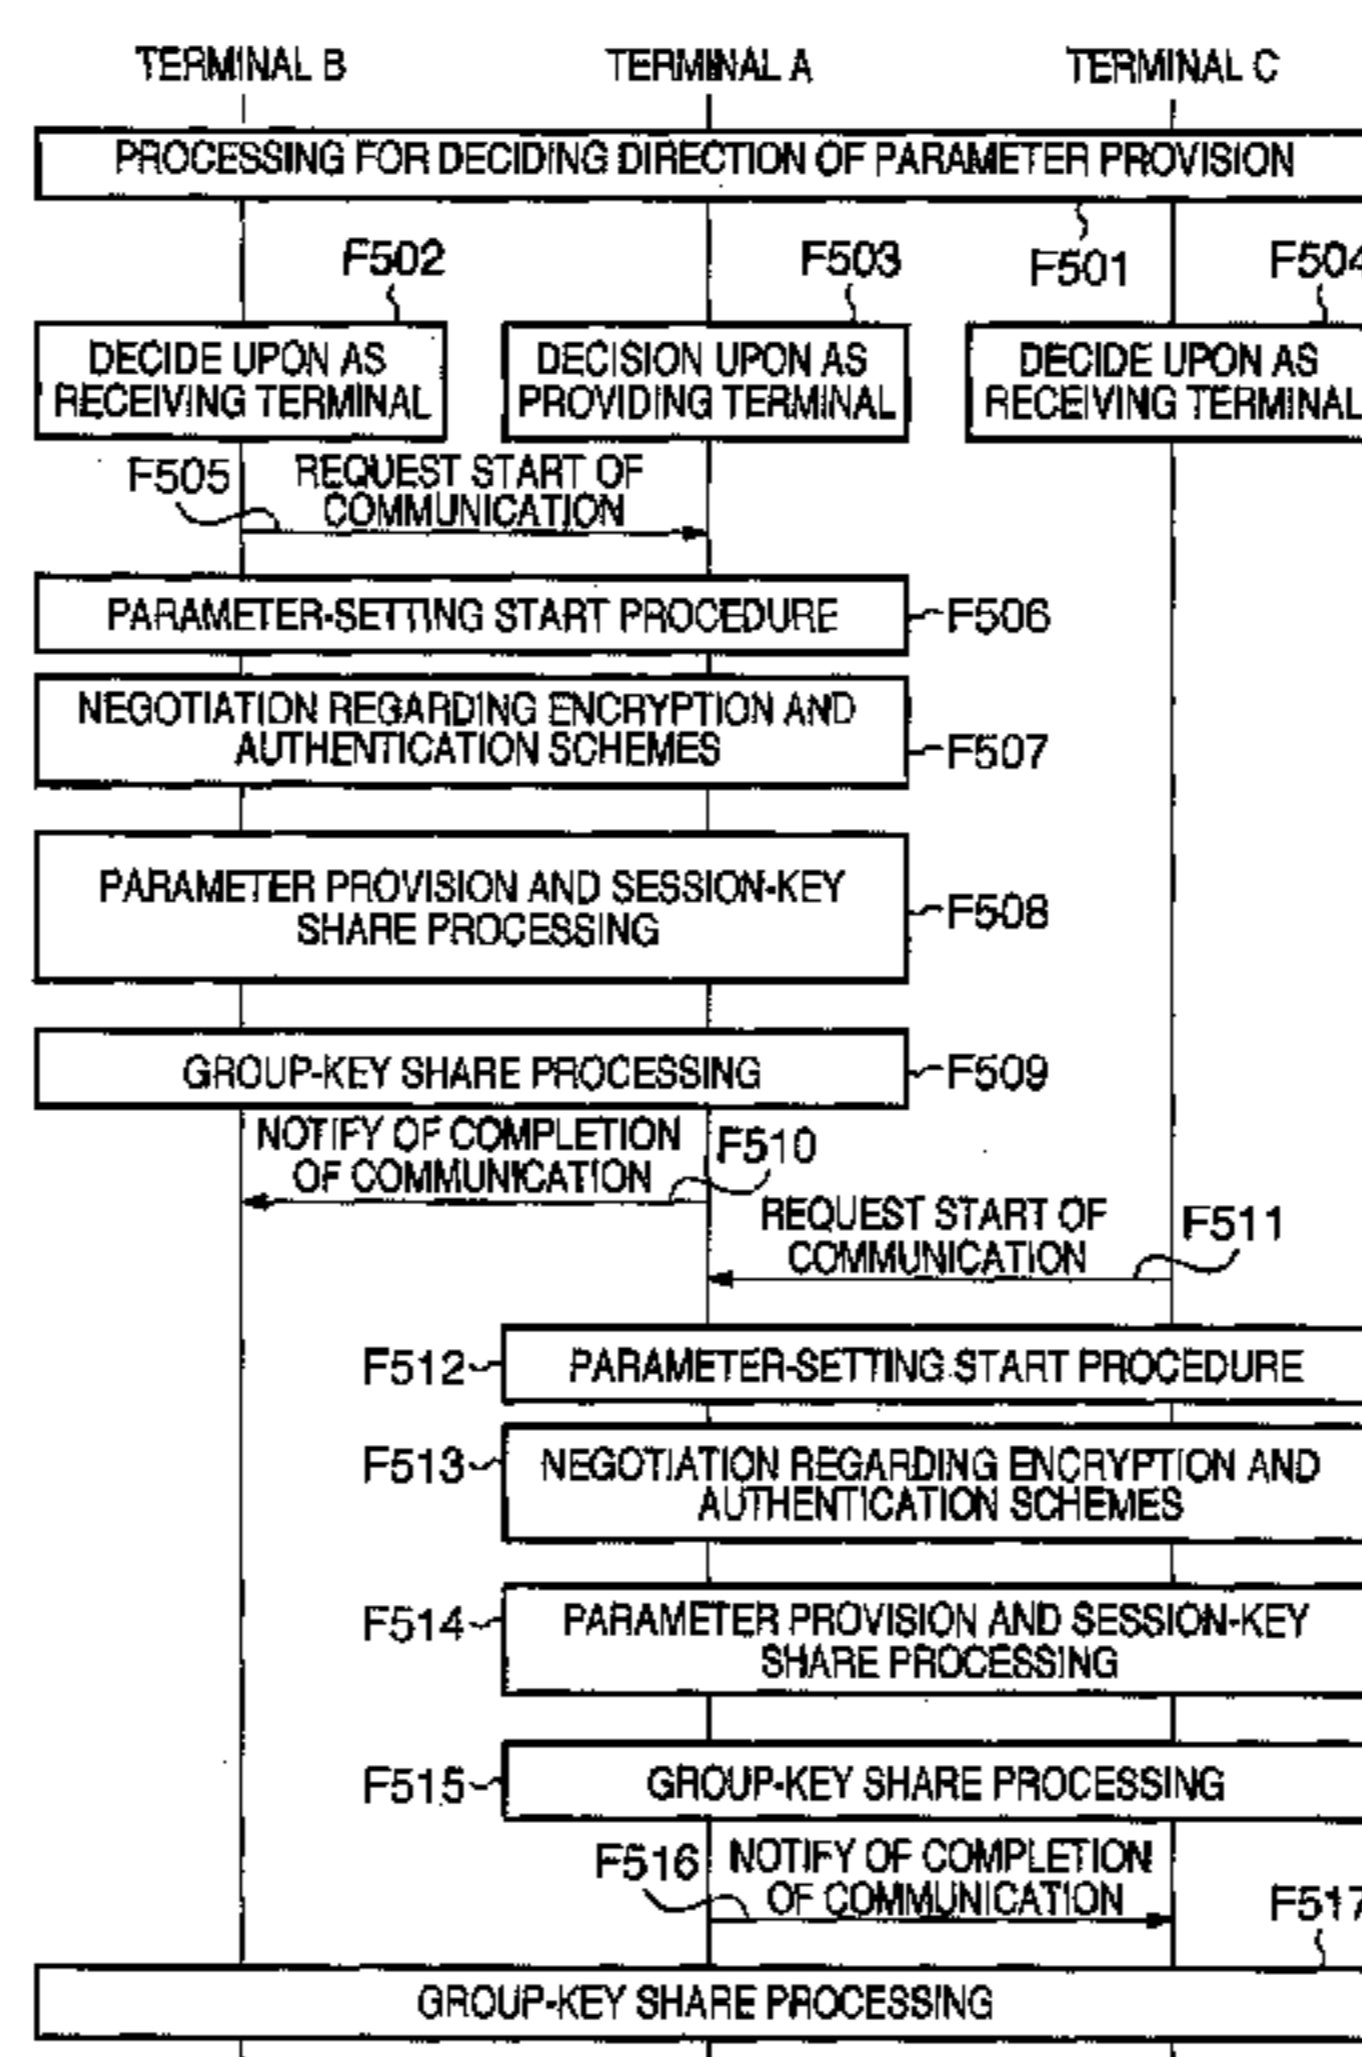 TERMINAL B
TERMINAL A
TERMINAL C
PROCESSING FOR DECIDING DIRECTION OF PARAMETER PROVISION
F501
F502
F503
F504
DECIDE UPON AS
RECEIVING TERMINAL
DECISION UPON AS
PROVIDING TERMINAL
DECIDE UPON AS
RECEIVING TERMINAL
F505
REQUEST START OF
COMMUNICATION
PARAMETER-SETTING START PROCEDURE
F506
NEGOTIATION REGARDING ENCRYPTION AND
AUTHENTICATION SCHEMES
F507
PARAMETER PROVISION AND SESSION-KEY
SHARE PROCESSING
F508
GROUP-KEY SHARE PROCESSING
F509
NOTIFY OF COMPLETION
OF COMMUNICATION
F510
REQUEST START OF
COMMUNICATION
F511
F512
PARAMETER-SETTING START PROCEDURE
F513
NEGOTIATION REGARDING ENCRYPTION AND
AUTHENTICATION SCHEMES
F514
PARAMETER PROVISION AND SESSION-KEY
SHARE PROCESSING
F515
GROUP-KEY SHARE PROCESSING
F516
NOTIFY OF COMPLETION
OF COMMUNICATION
F517
GROUP-KEY SHARE PROCESSING